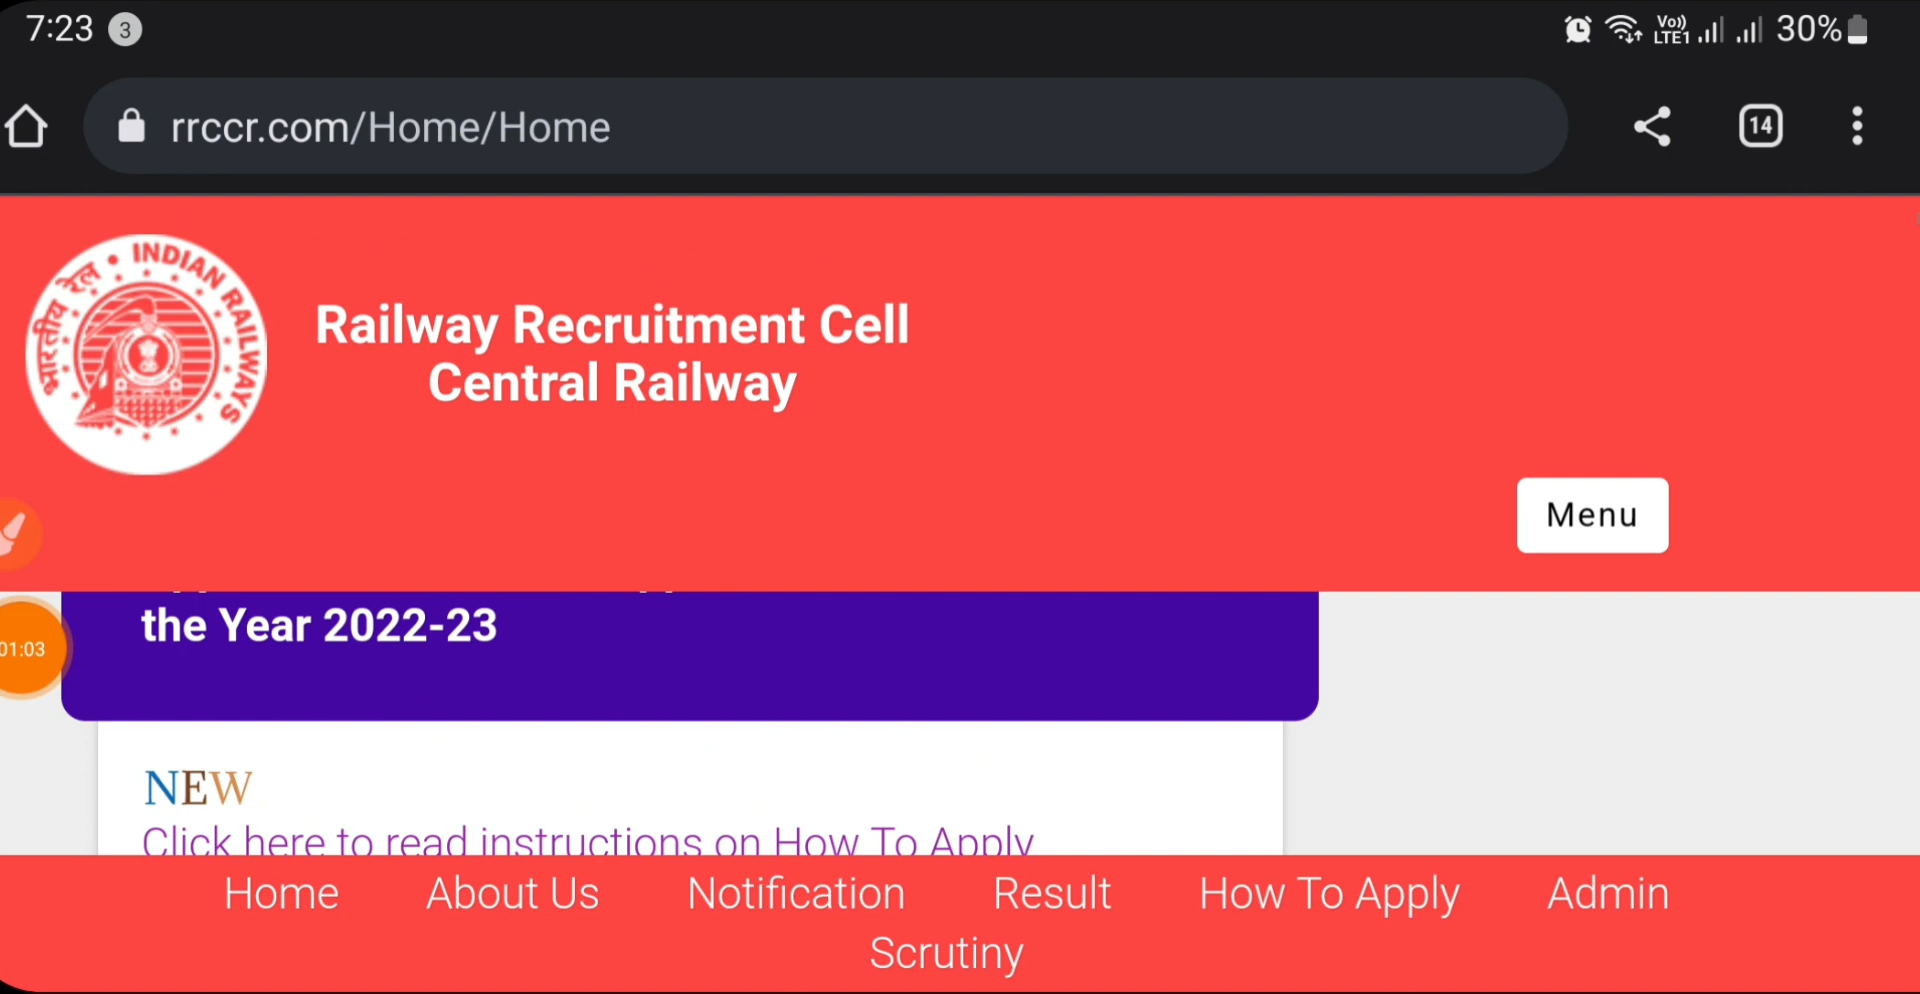 7:23 3 Vo)) LTE1 30%
rrccr.com/Home/Home 14
भारतीय रेल • INDIAN RAILWAYS
Railway Recruitment Cell
Central Railway
Menu
the Year 2022-23
01:03
NEW
Click here to read instructions on How To Apply
Home About Us Notification Result How To Apply Admin
Scrutiny